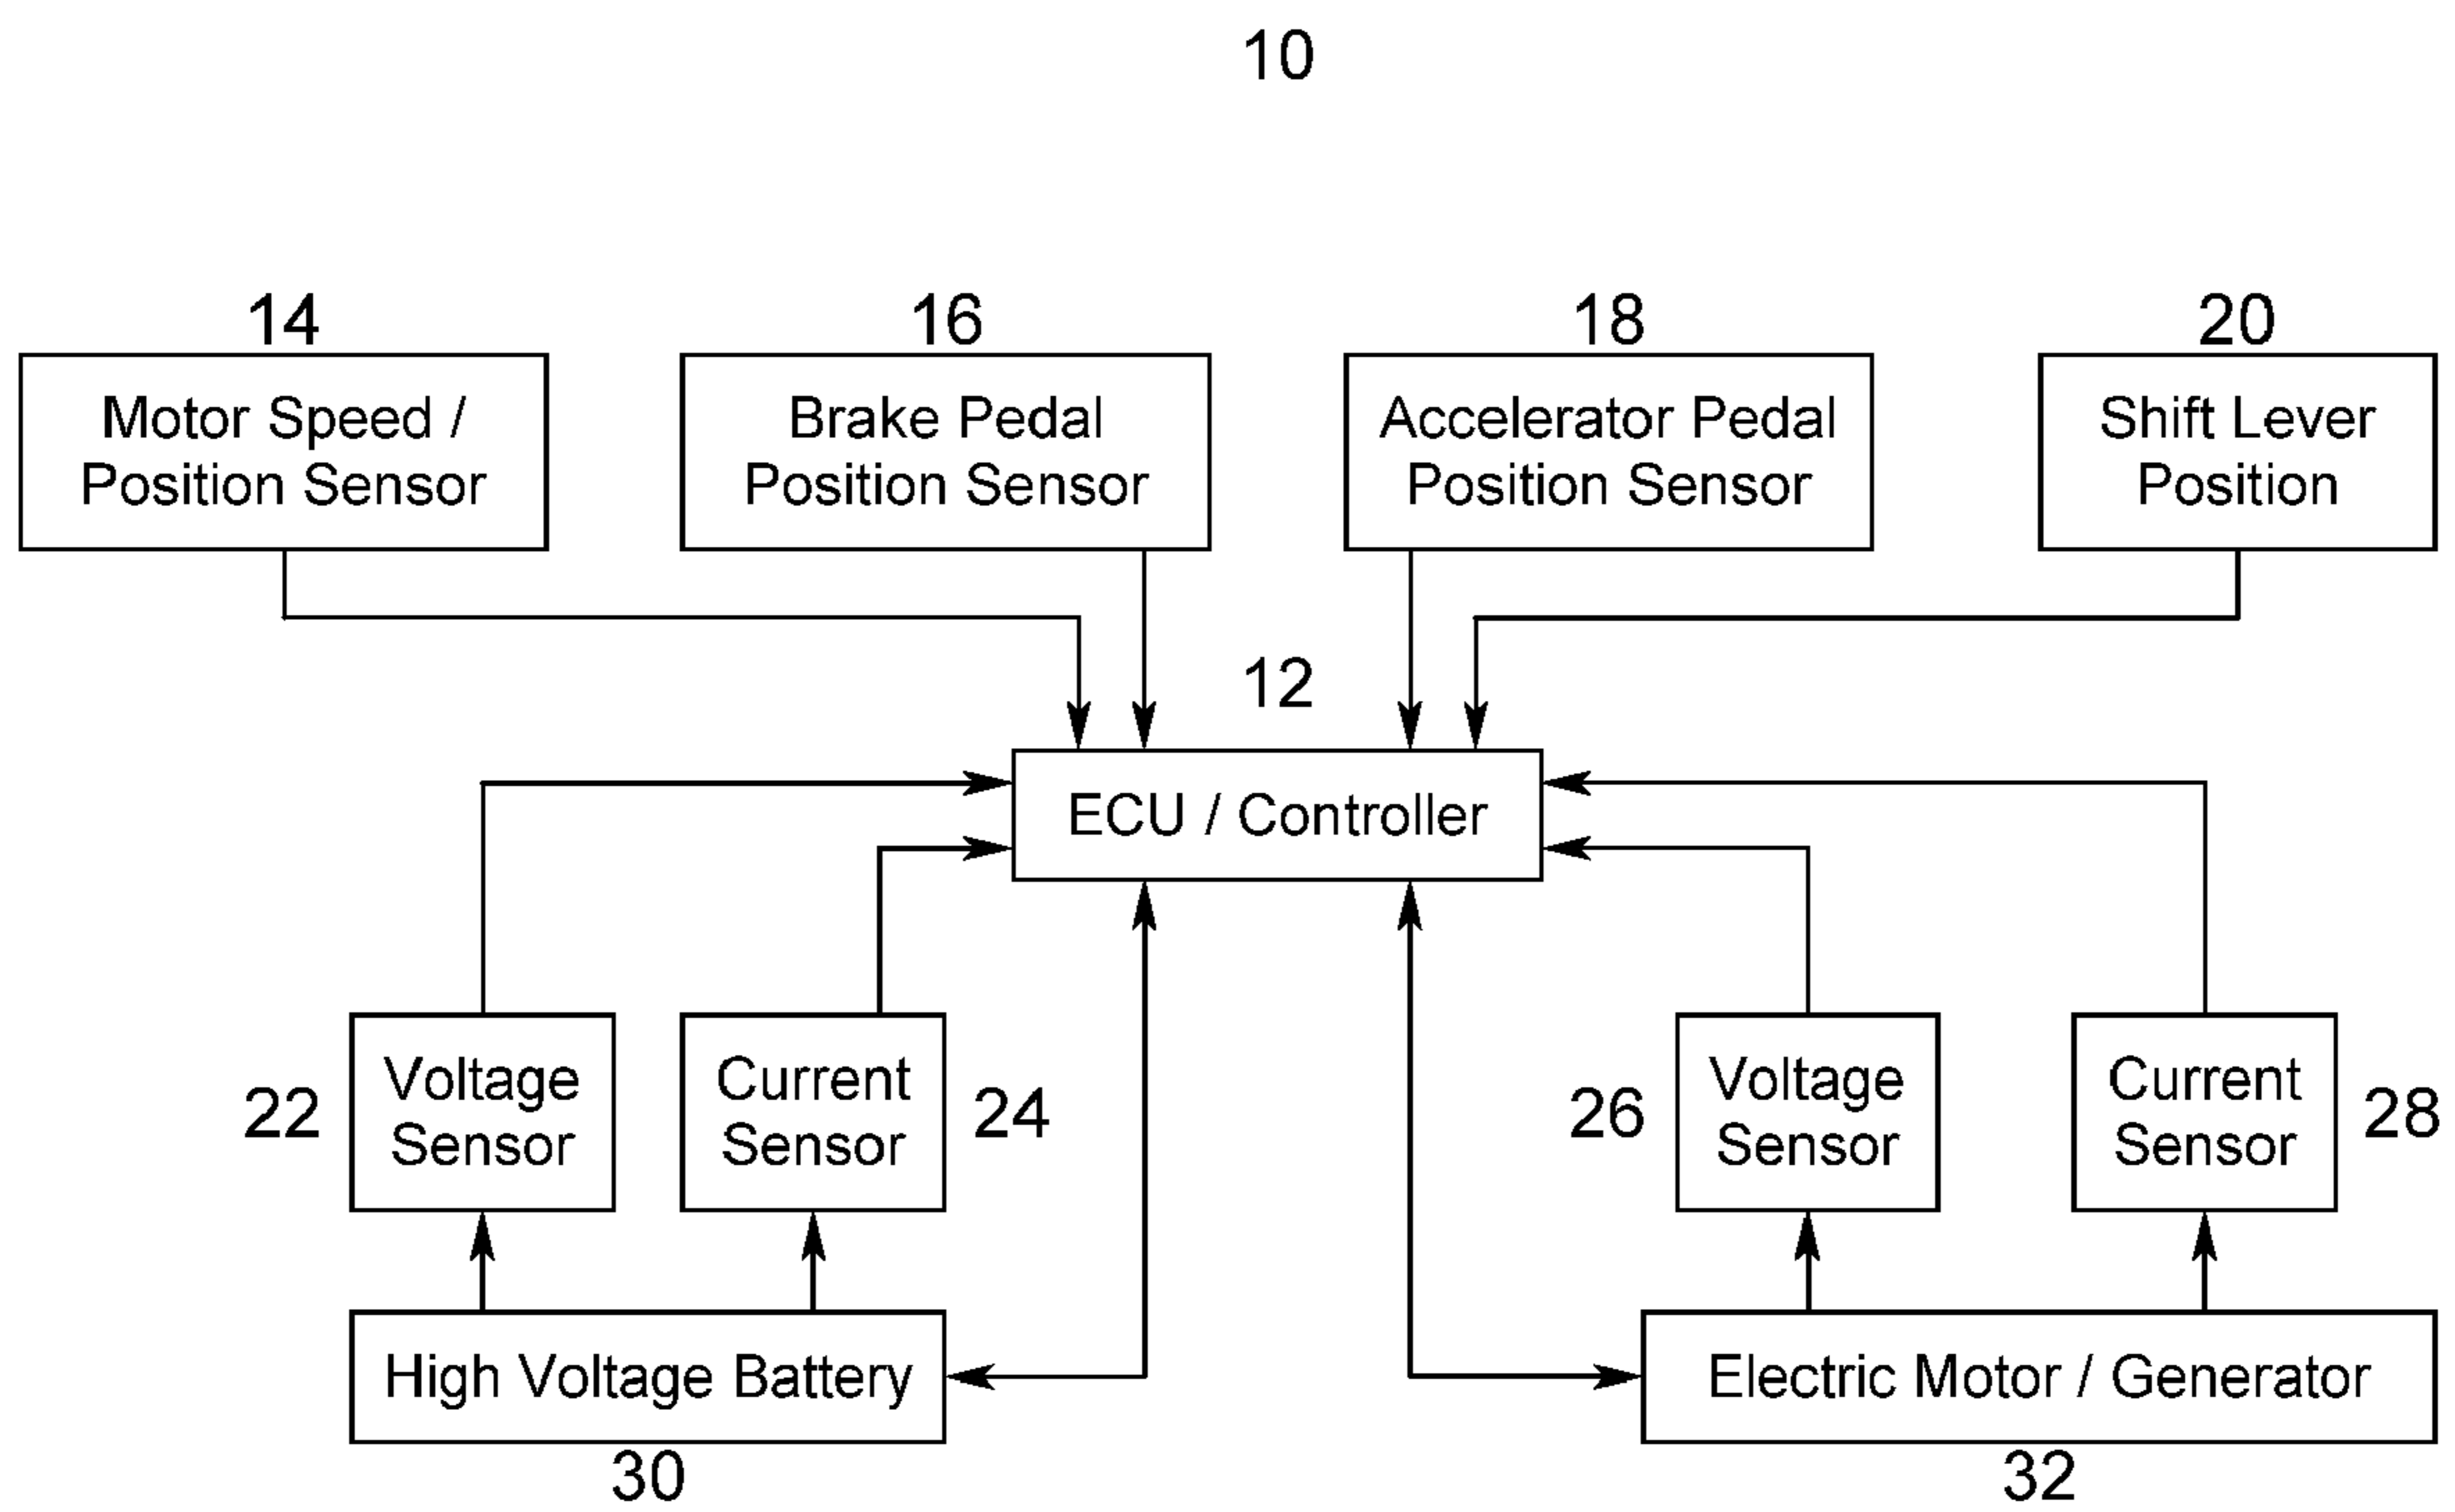 10
14
Motor Speed /
Position Sensor
16
Brake Pedal
Position Sensor
18
Accelerator Pedal
Position Sensor
20
Shift Lever
Position
12
ECU / Controller
22
Voltage
Sensor
Current
Sensor
24
26
Voltage
Sensor
Current
Sensor
28
High Voltage Battery
30
Electric Motor / Generator
32